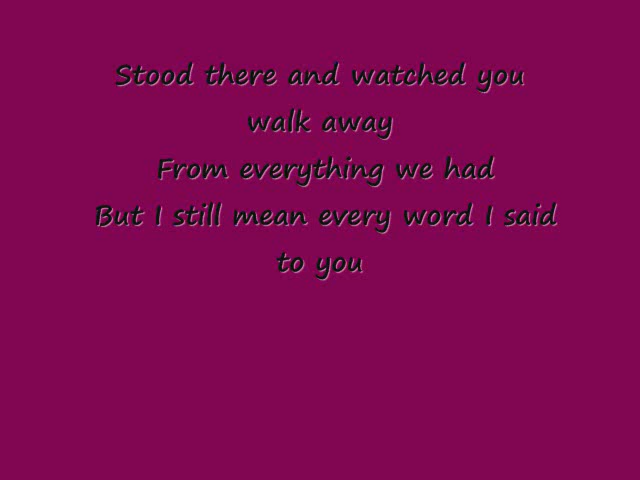 Stood there and watched you
walk away
From everything we had
But I still mean every word I said
to you